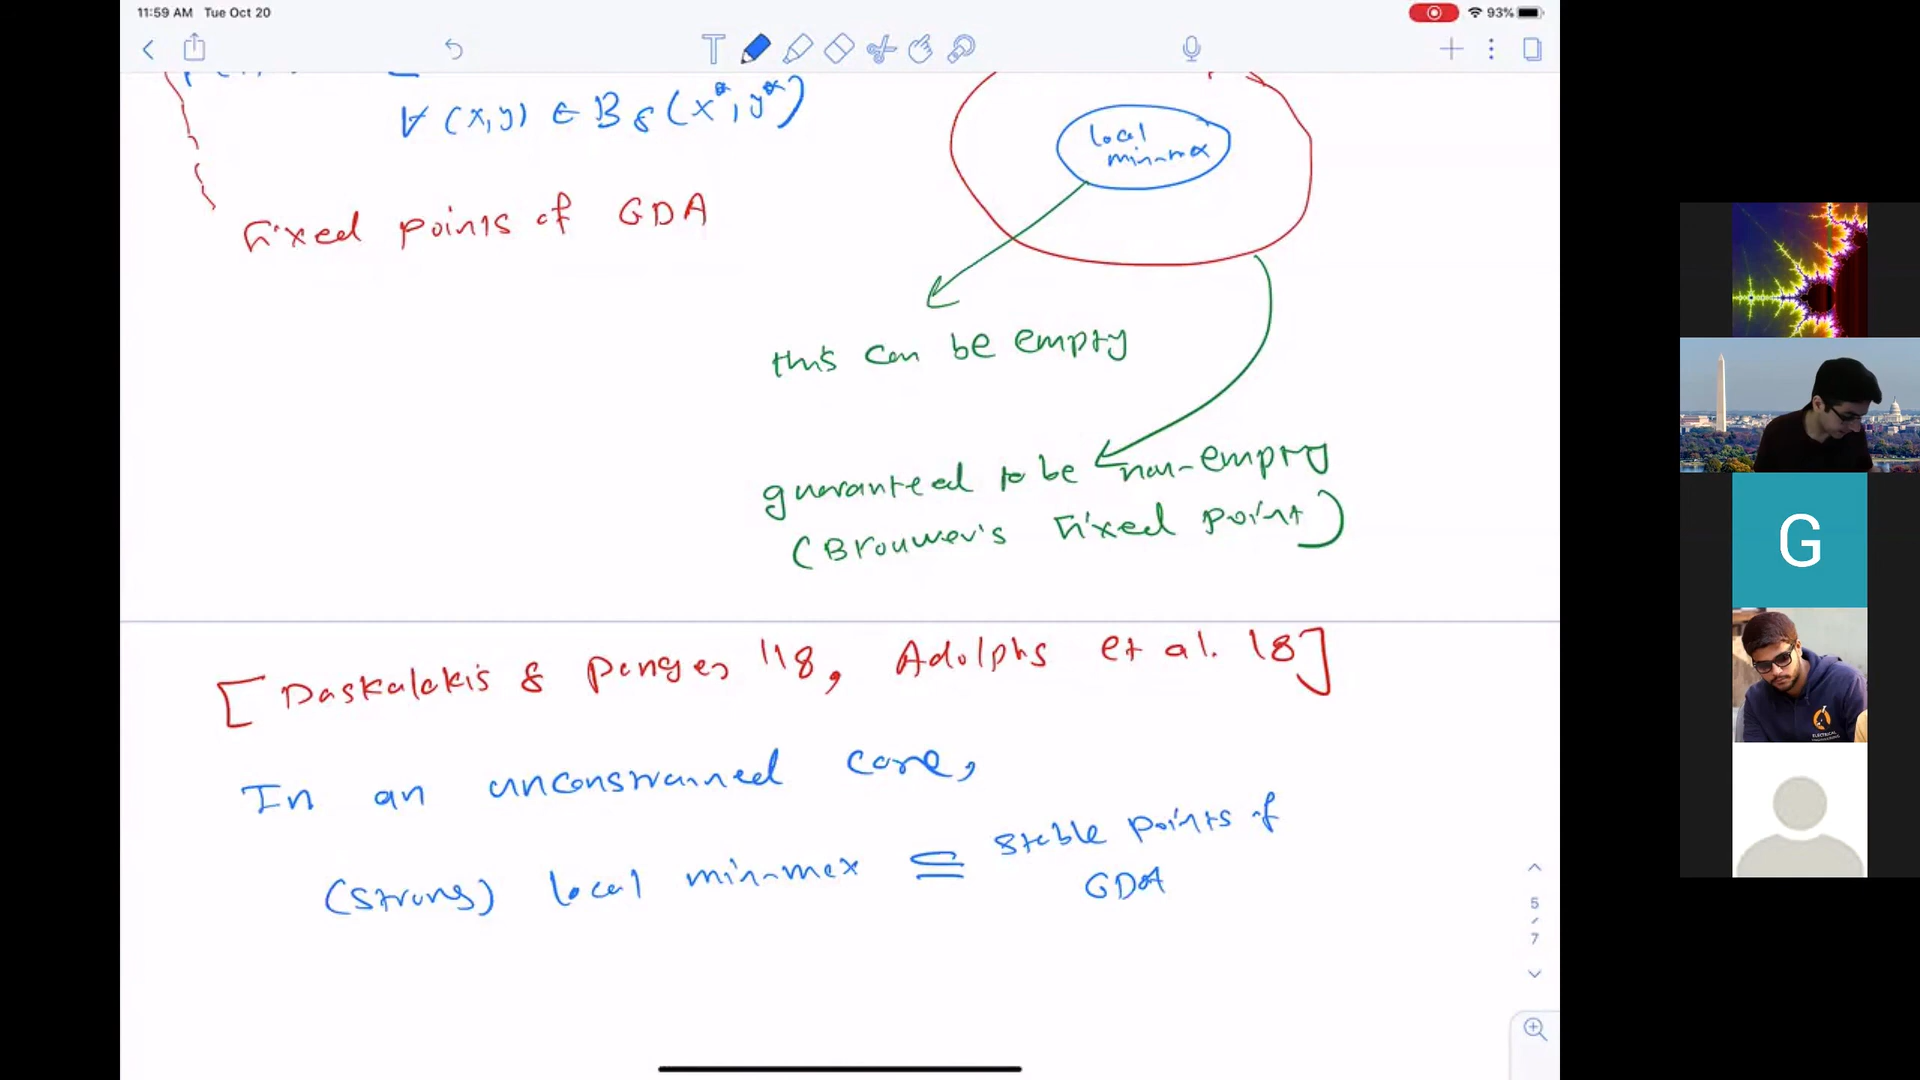 11:59 AM Tue Oct 20
93%
∀ (x,y) ∈ B δ (x*, y*)
local
min-max
Fixed points of GDA
this can be empty
guaranteed to be non-empty
(Brouwer's Fixed point)
[Daskalakis & Panageas '18, Adolphs et al. 18]
In an unconstrained case,
(strong) local min-max ⊆ stable points of
GDA
5
7
G
ELECTRICAL